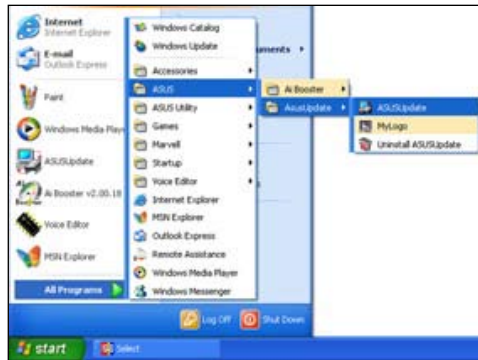 Internet
Internet Explorer
E-mail
Outlook Express
Paint
Windows Media Play
ASUSUpdate
Ai Booster v2.00.18
Voice Editor
MSN Explorer
All Programs
Windows Catalog
Windows Update
Accessories
ASUS
ASUS Utility
Games
Marvell
Startup
Voice Editor
Internet Explorer
MSN Explorer
Outlook Express
Remote Assistance
Windows Media Player
Windows Messenger
uments
Ai Booster
AsusUpdate
ASUSUpdate
MyLogo
Uninstall ASUSUpdate
Log Off
Shut Down
start
Select